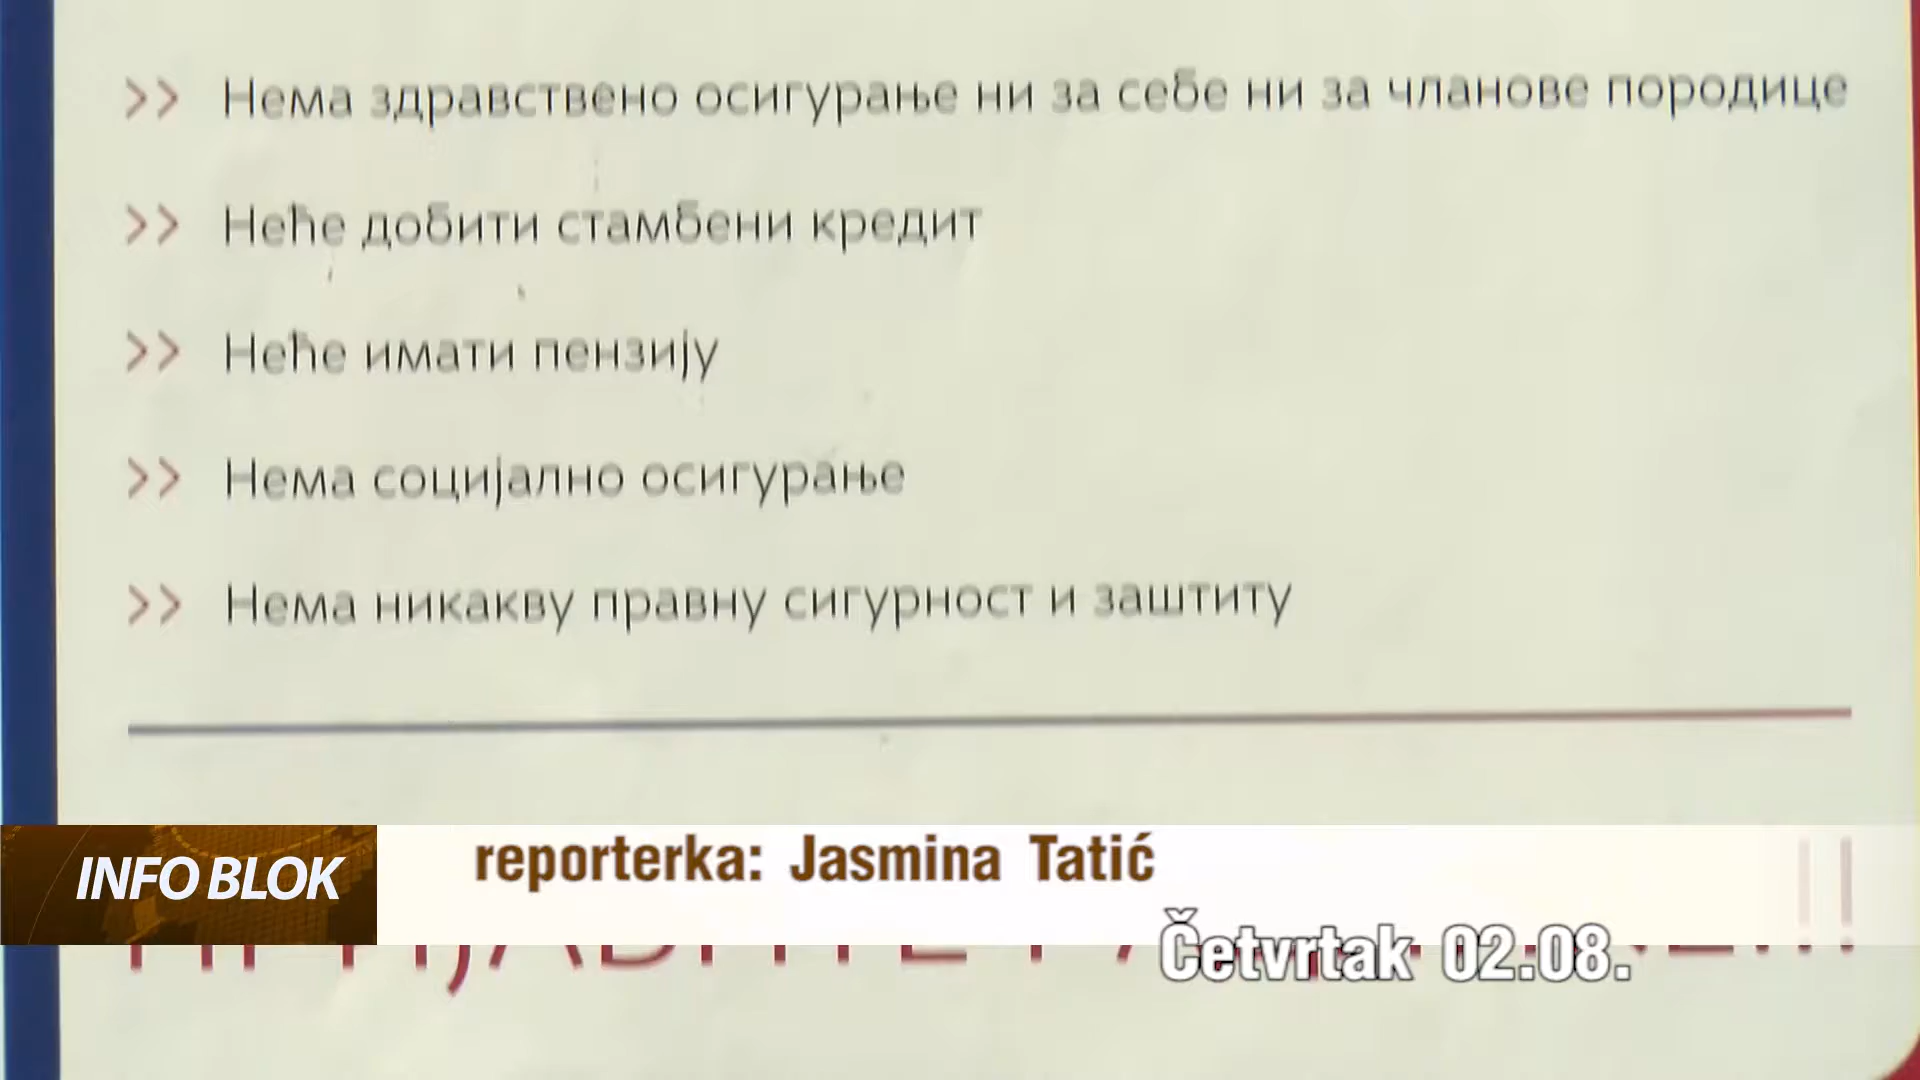 >> Нема здравствено осигурање ни за себе ни за чланове породице
>> Неће добити стамбени кредит
>> Неће имати пензију
>> Нема социјално осигурање
>> Нема никакву правну сигурност и заштиту
INFO BLOK
reporterka: Jasmina Tatić
Četvrtak 02.08.